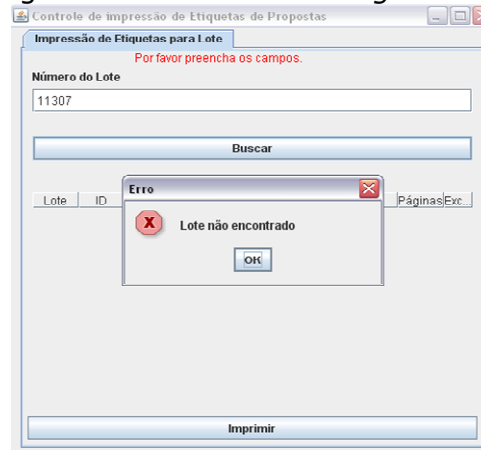 Controle de impressão de Etiquetas de Propostas
Impressão de Etiquetas para Lote
Por favor preencha os campos.
Número do Lote
11307
Buscar
Erro
Lote ID Páginas Exc...
Lote não encontrado
OK
Imprimir